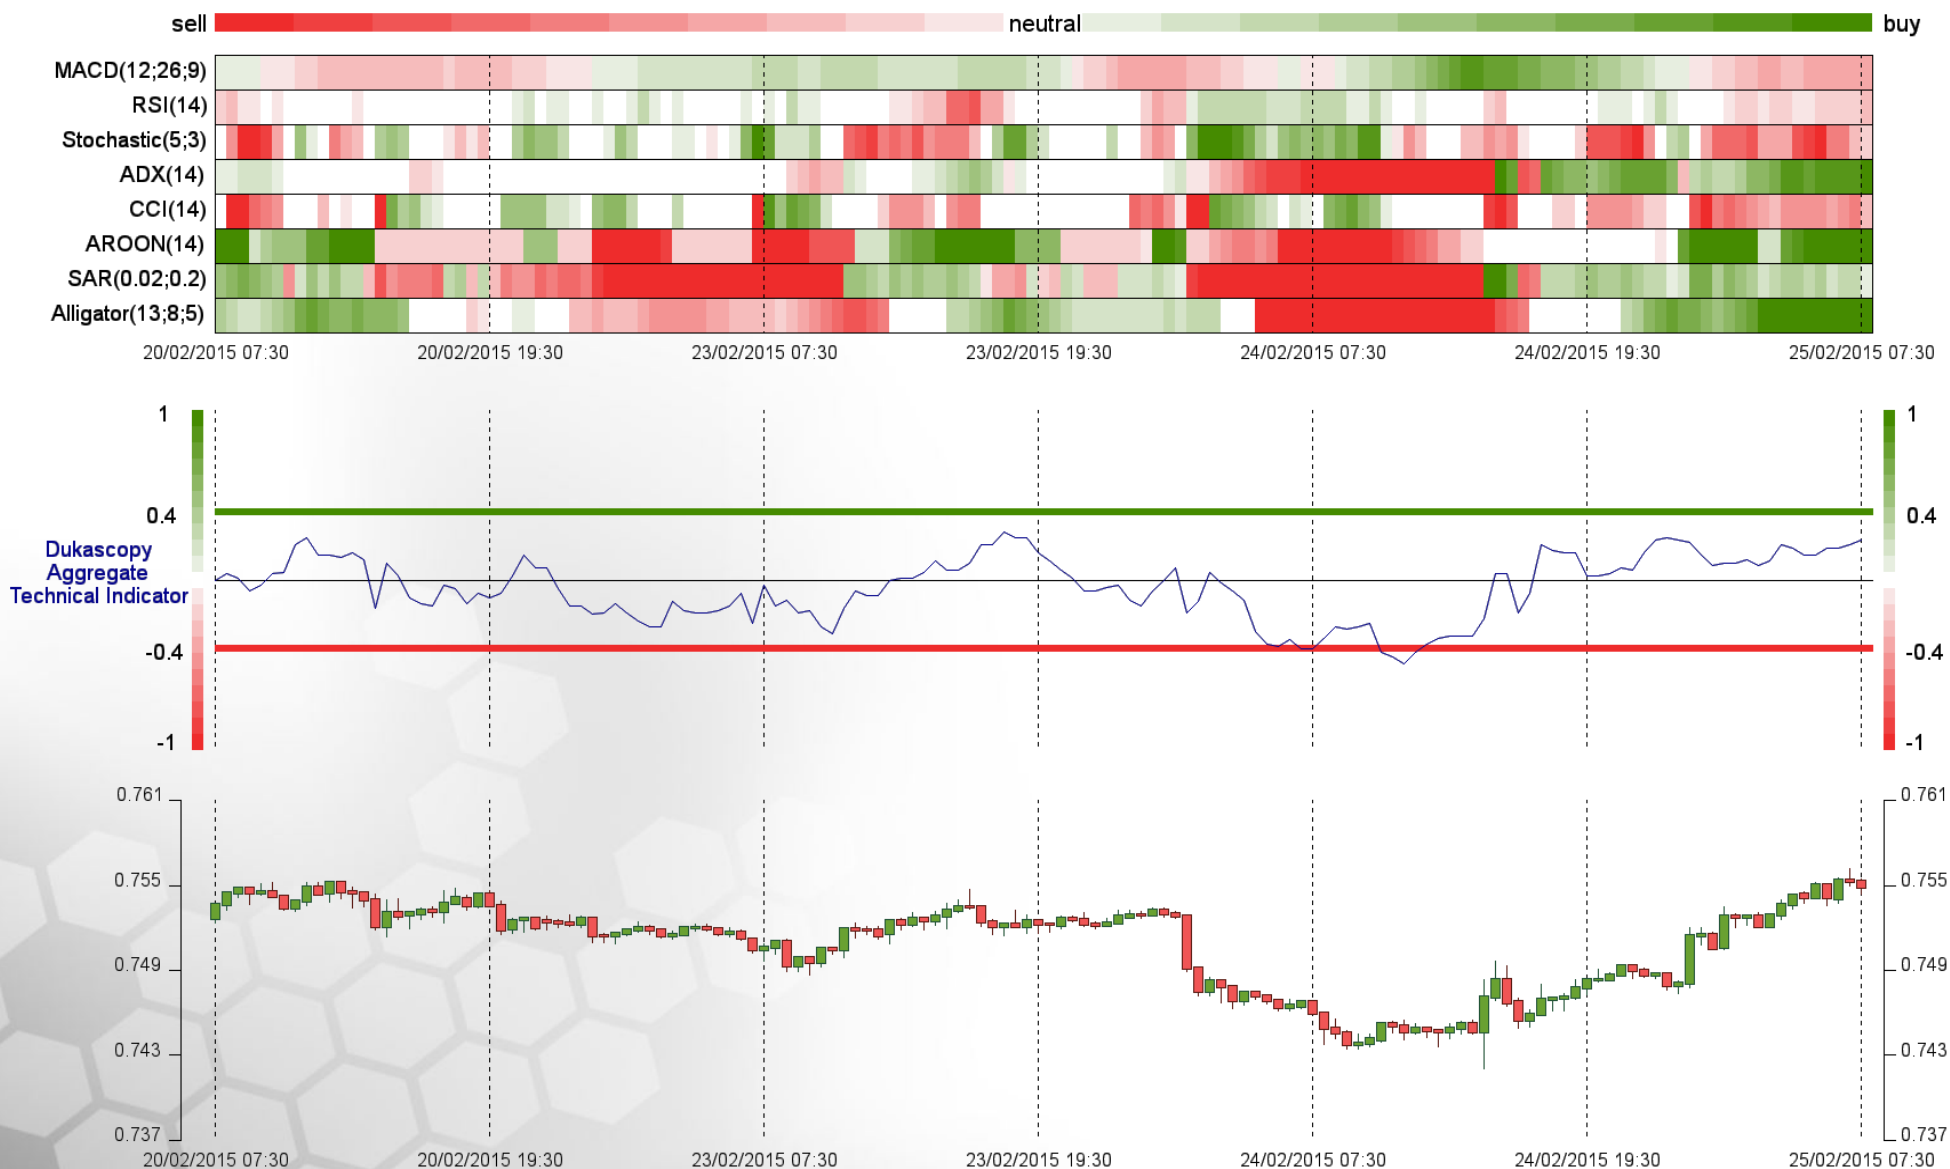 sell neutral buy
MACD(12;26;9)
RSI(14)
Stochastic(5;3)
ADX(14)
CCI(14)
AROON(14)
SAR(0.02;0.2)
Alligator(13;8;5)
20/02/2015 07:30 20/02/2015 19:30 23/02/2015 07:30 23/02/2015 19:30 24/02/2015 07:30 24/02/2015 19:30 25/02/2015 07:30
1 1
0.4 0.4
Dukascopy
Aggregate
Technical Indicator
-0.4 -0.4
-1 -1
0.761 0.761
0.755 0.755
0.749 0.749
0.743 0.743
0.737 0.737
20/02/2015 07:30 20/02/2015 19:30 23/02/2015 07:30 23/02/2015 19:30 24/02/2015 07:30 24/02/2015 19:30 25/02/2015 07:30